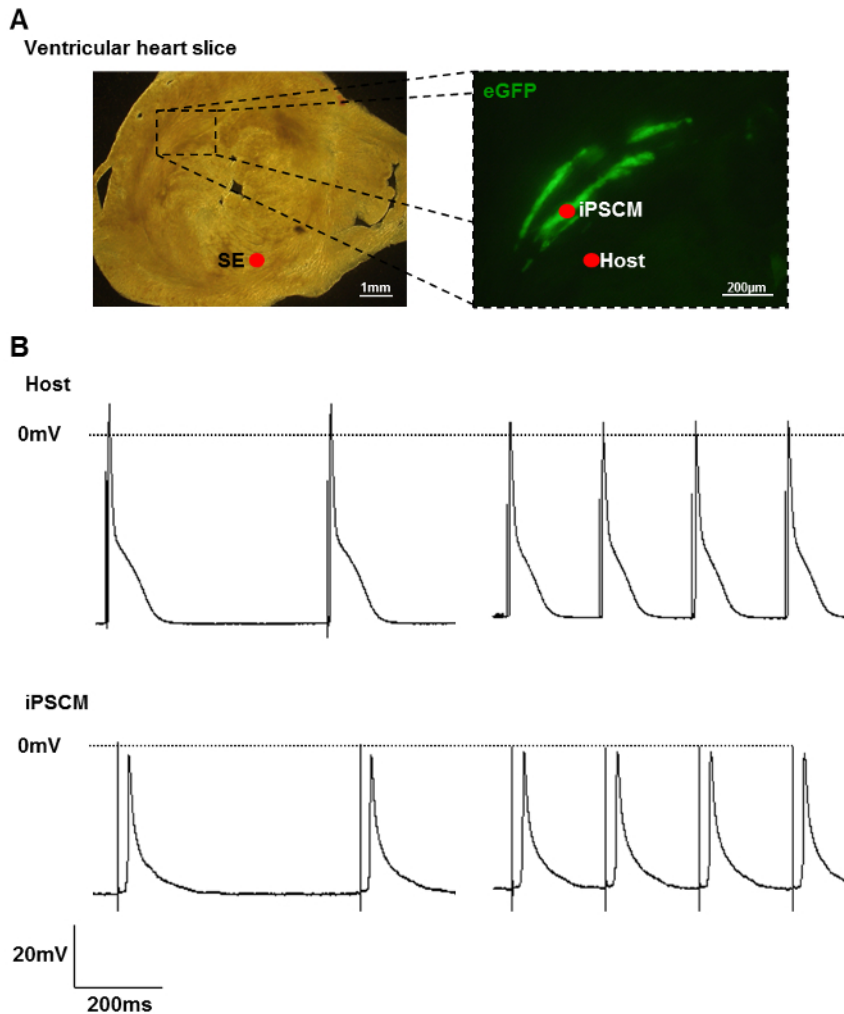 A
Ventricular heart slice
eGFP
iPSCM
SE
Host
1mm
200µm
B
Host
0mV
iPSCM
0mV
20mV
200ms